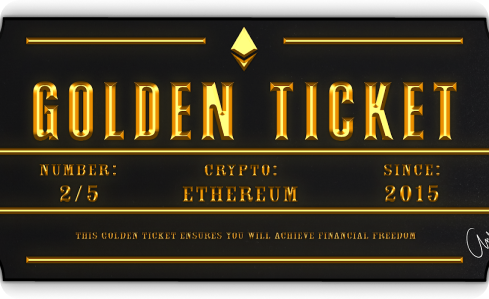 GOLDEN TICKET
NUMBER: CRYPTO: SINCE:
2/5 ETHEREUM 2015
THIS GOLDEN TICKET ENSURES YOU WILL ACHIEVE FINANCIAL FREEDOM